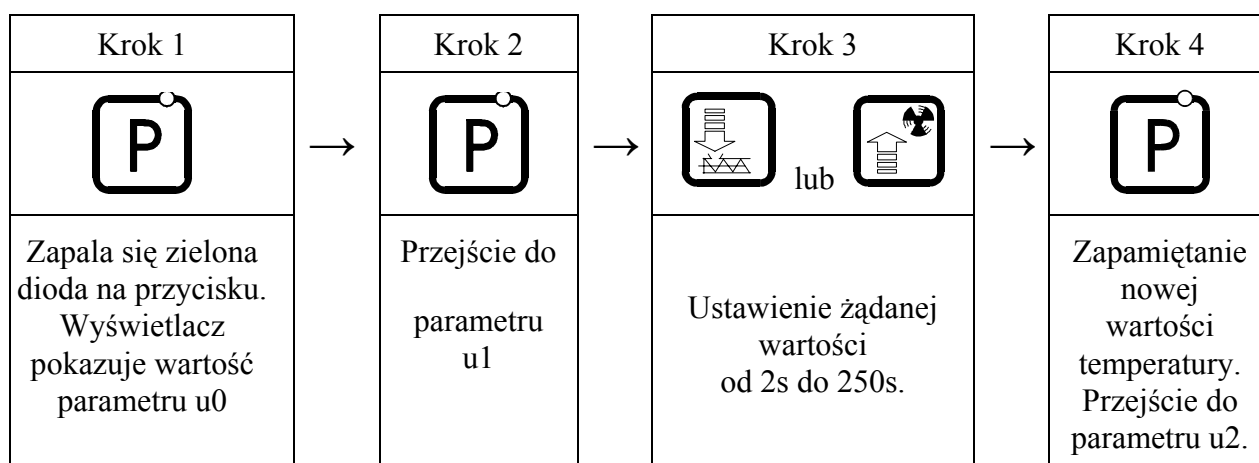 Krok 1
P
Zapala się zielona
dioda na przycisku.
Wyświetlacz
pokazuje wartość
parametru u0
→
Krok 2
P
Przejście do
parametru
u1
→
Krok 3
lub
Ustawienie żądanej
wartości
od 2s do 250s.
→
Krok 4
P
Zapamiętanie
nowej
wartości
temperatury.
Przejście do
parametru u2.